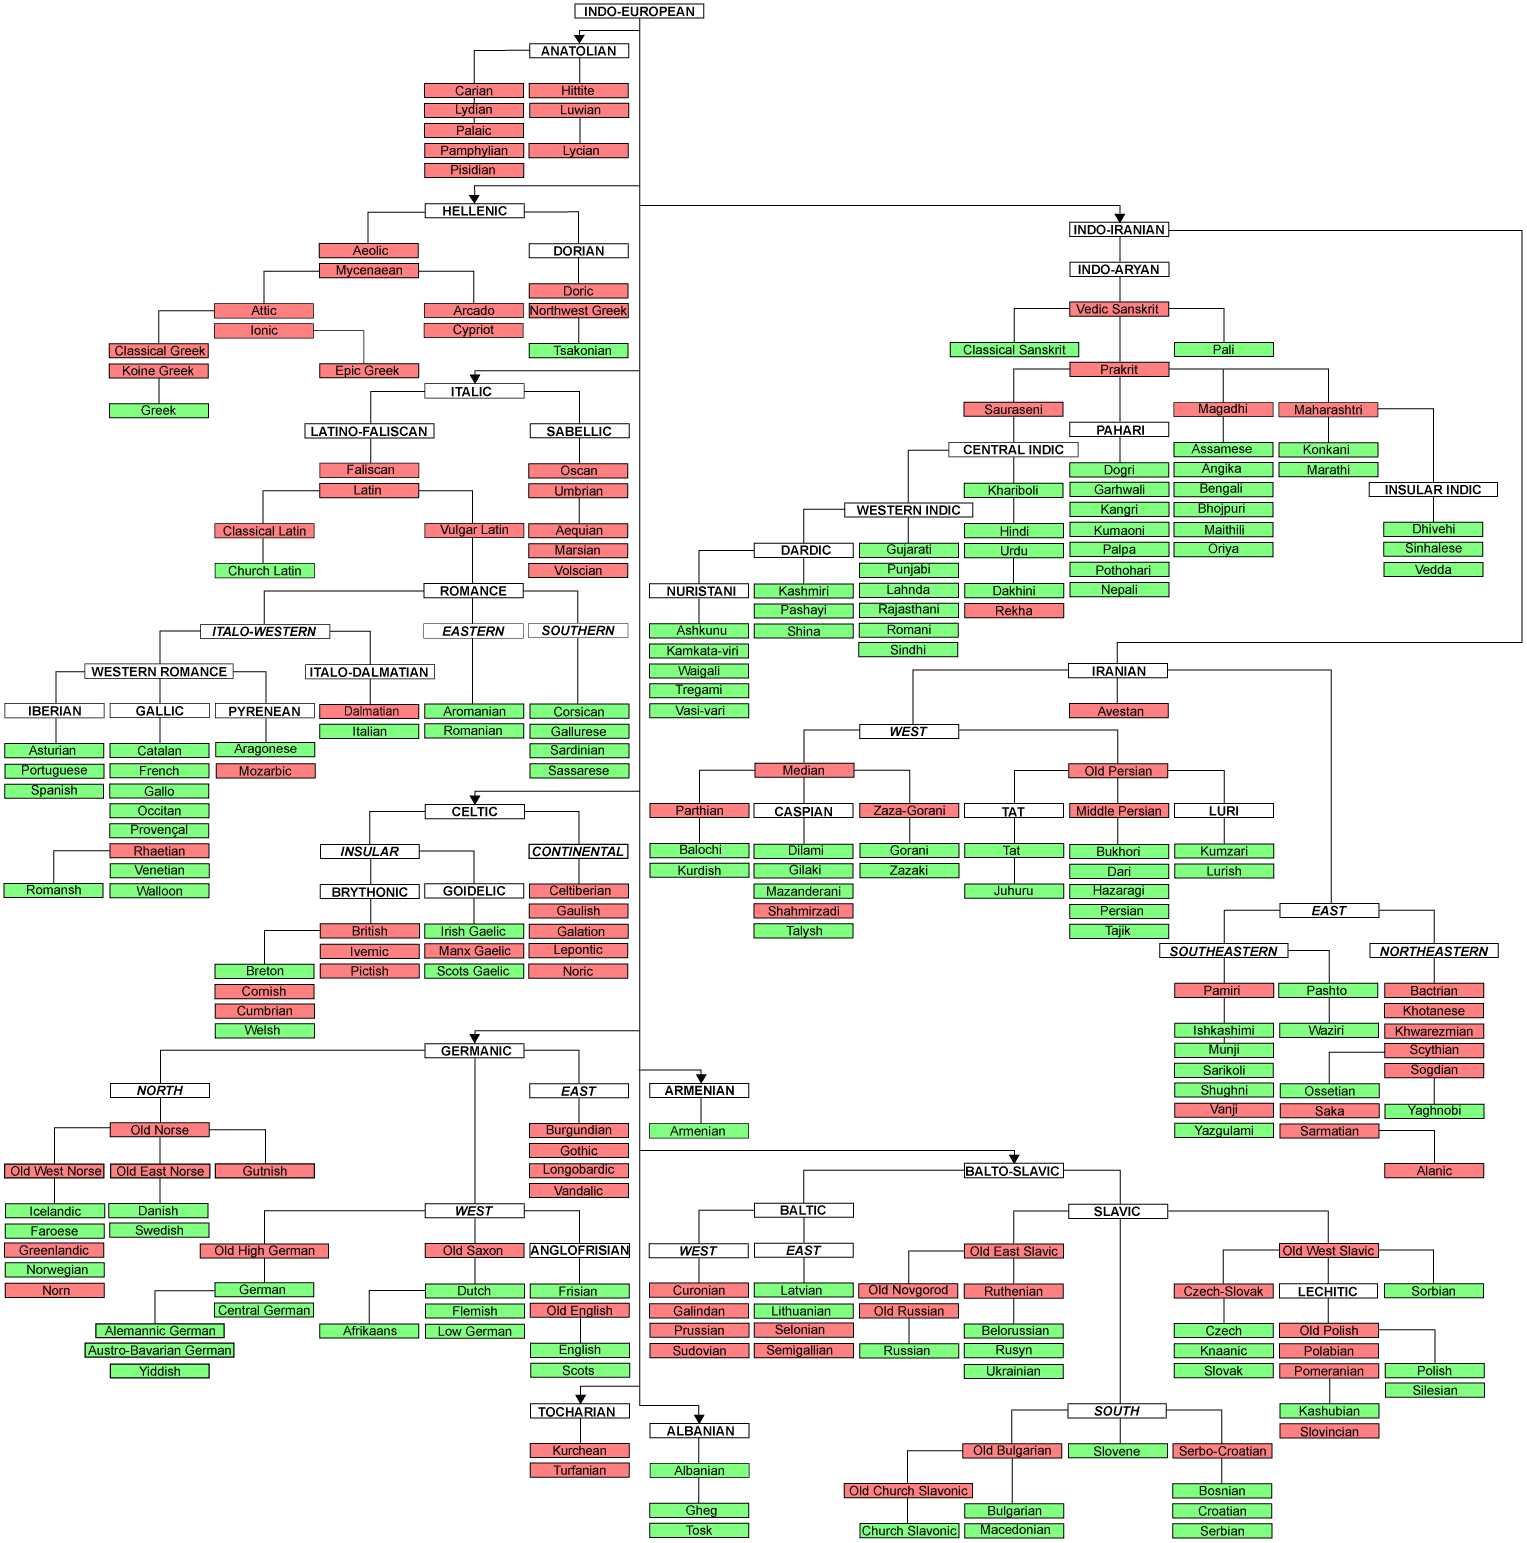 INDO-EUROPEAN
ANATOLIAN
Carian
Lydian
Palaic
Pamphylian
Pisidian
Hittite
Luwian
Lycian
HELLENIC
Aeolic
Mycenaean
DORIAN
Doric
Northwest Greek
Tsakonian
Attic
Ionic
Arcado
Cypriot
Classical Greek
Koine Greek
Epic Greek
Greek
ITALIC
LATINO-FALISCAN
Faliscan
Latin
SABELLIC
Oscan
Umbrian
Aequian
Marsian
Volscian
Classical Latin
Church Latin
Vulgar Latin
ROMANCE
ITALO-WESTERN
EASTERN
SOUTHERN
WESTERN ROMANCE
ITALO-DALMATIAN
IBERIAN
Asturian
Portuguese
Spanish
GALLIC
Catalan
French
Gallo
Occitan
Provençal
Rhaetian
Venetian
Walloon
Romansh
PYRENEAN
Aragonese
Mozarbic
Dalmatian
Italian
Aromanian
Romanian
Corsican
Gallurese
Sardinian
Sassarese
CELTIC
INSULAR
CONTINENTAL
BRYTHONIC
GOIDELIC
British
Ivernic
Pictish
Breton
Cornish
Cumbrian
Welsh
Irish Gaelic
Manx Gaelic
Scots Gaelic
Celtiberian
Gaulish
Galation
Lepontic
Noric
GERMANIC
NORTH
Old Norse
Old West Norse
Old East Norse
Gutnish
Icelandic
Faroese
Greenlandic
Norwegian
Norn
Danish
Swedish
EAST
Burgundian
Gothic
Longobardic
Vandalic
WEST
Old High German
Old Saxon
ANGLOFRISIAN
German
Central German
Alemannic German
Austro-Bavarian German
Yiddish
Dutch
Flemish
Low German
Afrikaans
Frisian
Old English
English
Scots
TOCHARIAN
Kurchean
Turfanian
ALBANIAN
Albanian
Gheg
Tosk
ARMENIAN
Armenian
INDO-IRANIAN
INDO-ARYAN
Vedic Sanskrit
Classical Sanskrit
Pali
Prakrit
Sauraseni
PAHARI
Magadhi
Maharashtri
CENTRAL INDIC
Khariboli
Hindi
Urdu
Dakhini
Rekha
Dogri
Garhwali
Kangri
Kumaoni
Palpa
Pothohari
Nepali
Assamese
Angika
Bengali
Bhojpuri
Maithili
Oriya
Konkani
Marathi
INSULAR INDIC
Dhivehi
Sinhalese
Vedda
WESTERN INDIC
Gujarati
Punjabi
Lahnda
Rajasthani
Romani
Sindhi
DARDIC
Kashmiri
Pashayi
Shina
NURISTANI
Ashkunu
Kamkata-viri
Waigali
Tregami
Vasi-vari
IRANIAN
Avestan
WEST
Median
Old Persian
Parthian
Balochi
Kurdish
CASPIAN
Dilami
Gilaki
Mazanderani
Shahmirzadi
Talysh
Zaza-Gorani
Gorani
Zazaki
TAT
Tat
Juhuru
Middle Persian
Bukhori
Dari
Hazaragi
Persian
Tajik
LURI
Kumzari
Lurish
EAST
SOUTHEASTERN
NORTHEASTERN
Pamiri
Ishkashimi
Munji
Sarikoli
Shughni
Vanji
Yazgulami
Pashto
Waziri
Bactrian
Khotanese
Khwarezmian
Scythian
Sogdian
Ossetian
Saka
Sarmatian
Yaghnobi
Alanic
BALTO-SLAVIC
BALTIC
SLAVIC
WEST
Curonian
Galindan
Prussian
Sudovian
EAST
Latvian
Lithuanian
Selonian
Semigallian
Old East Slavic
Old Novgorod
Old Russian
Russian
Ruthenian
Belorussian
Rusyn
Ukrainian
Old West Slavic
Czech-Slovak
Czech
Knaanic
Slovak
LECHITIC
Old Polish
Polabian
Pomeranian
Kashubian
Slovincian
Polish
Silesian
Sorbian
SOUTH
Old Bulgarian
Slovene
Serbo-Croatian
Old Church Slavonic
Church Slavonic
Bulgarian
Macedonian
Bosnian
Croatian
Serbian